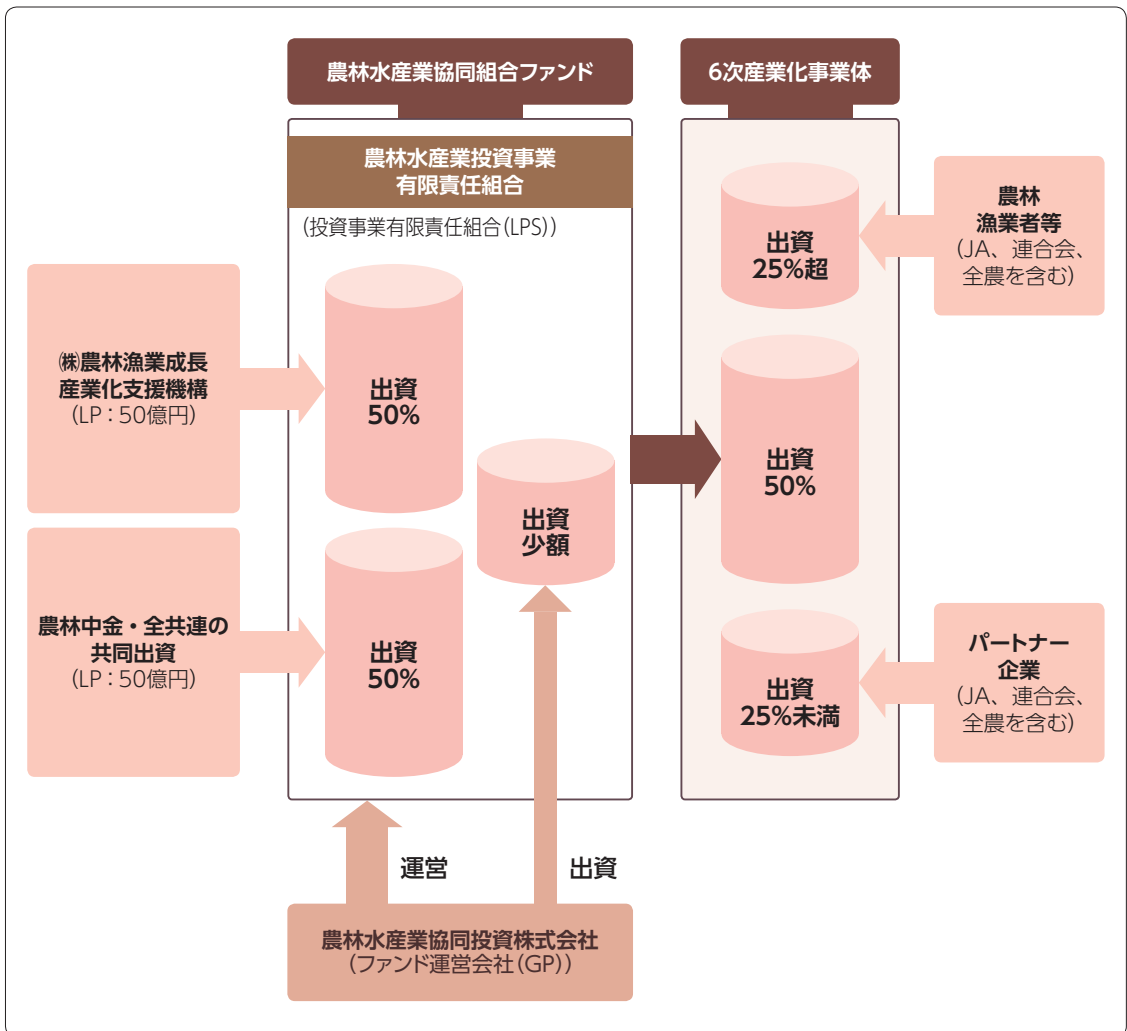 農林水産業協同組合ファンド
農林水産業投資事業
有限責任組合
(投資事業有限責任組合(LPS))
㈱農林漁業成長
産業化支援機構
(LP：50億円)
出資
50%
農林中金・全共連の
共同出資
(LP：50億円)
出資
50%
出資
少額
運営
出資
農林水産業協同投資株式会社
(ファンド運営会社(GP))
6次産業化事業体
出資
25%超
農林
漁業者等
(JA、連合会、
全農を含む)
出資
50%
出資
25%未満
パートナー
企業
(JA、連合会、
全農を含む)